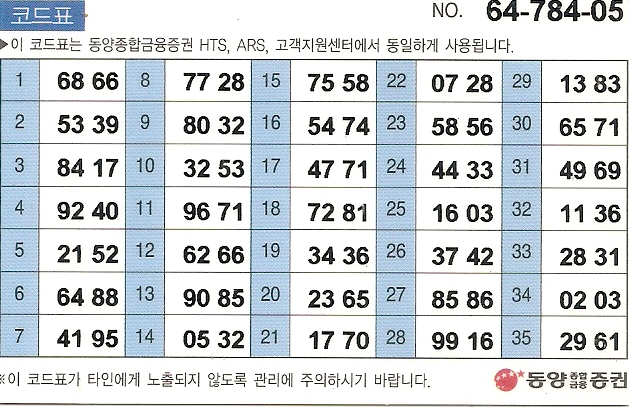 코드표 NO. 64-784-05
▶이 코드표는 동양종합금융증권 HTS, ARS, 고객지원센터에서 동일하게 사용됩니다.
1 68 66 8 77 28 15 75 58 22 07 28 29 13 83
2 53 39 9 80 32 16 54 74 23 58 56 30 65 71
3 84 17 10 32 53 17 47 71 24 44 33 31 49 69
4 92 40 11 96 71 18 72 81 25 16 03 32 11 36
5 21 52 12 62 66 19 34 36 26 37 42 33 28 31
6 64 88 13 90 85 20 23 65 27 85 86 34 02 03
7 41 95 14 05 32 21 17 70 28 99 16 35 29 61
※이 코드표가 타인에게 노출되지 않도록 관리에 주의하시기 바랍니다. 동양종합금융증권